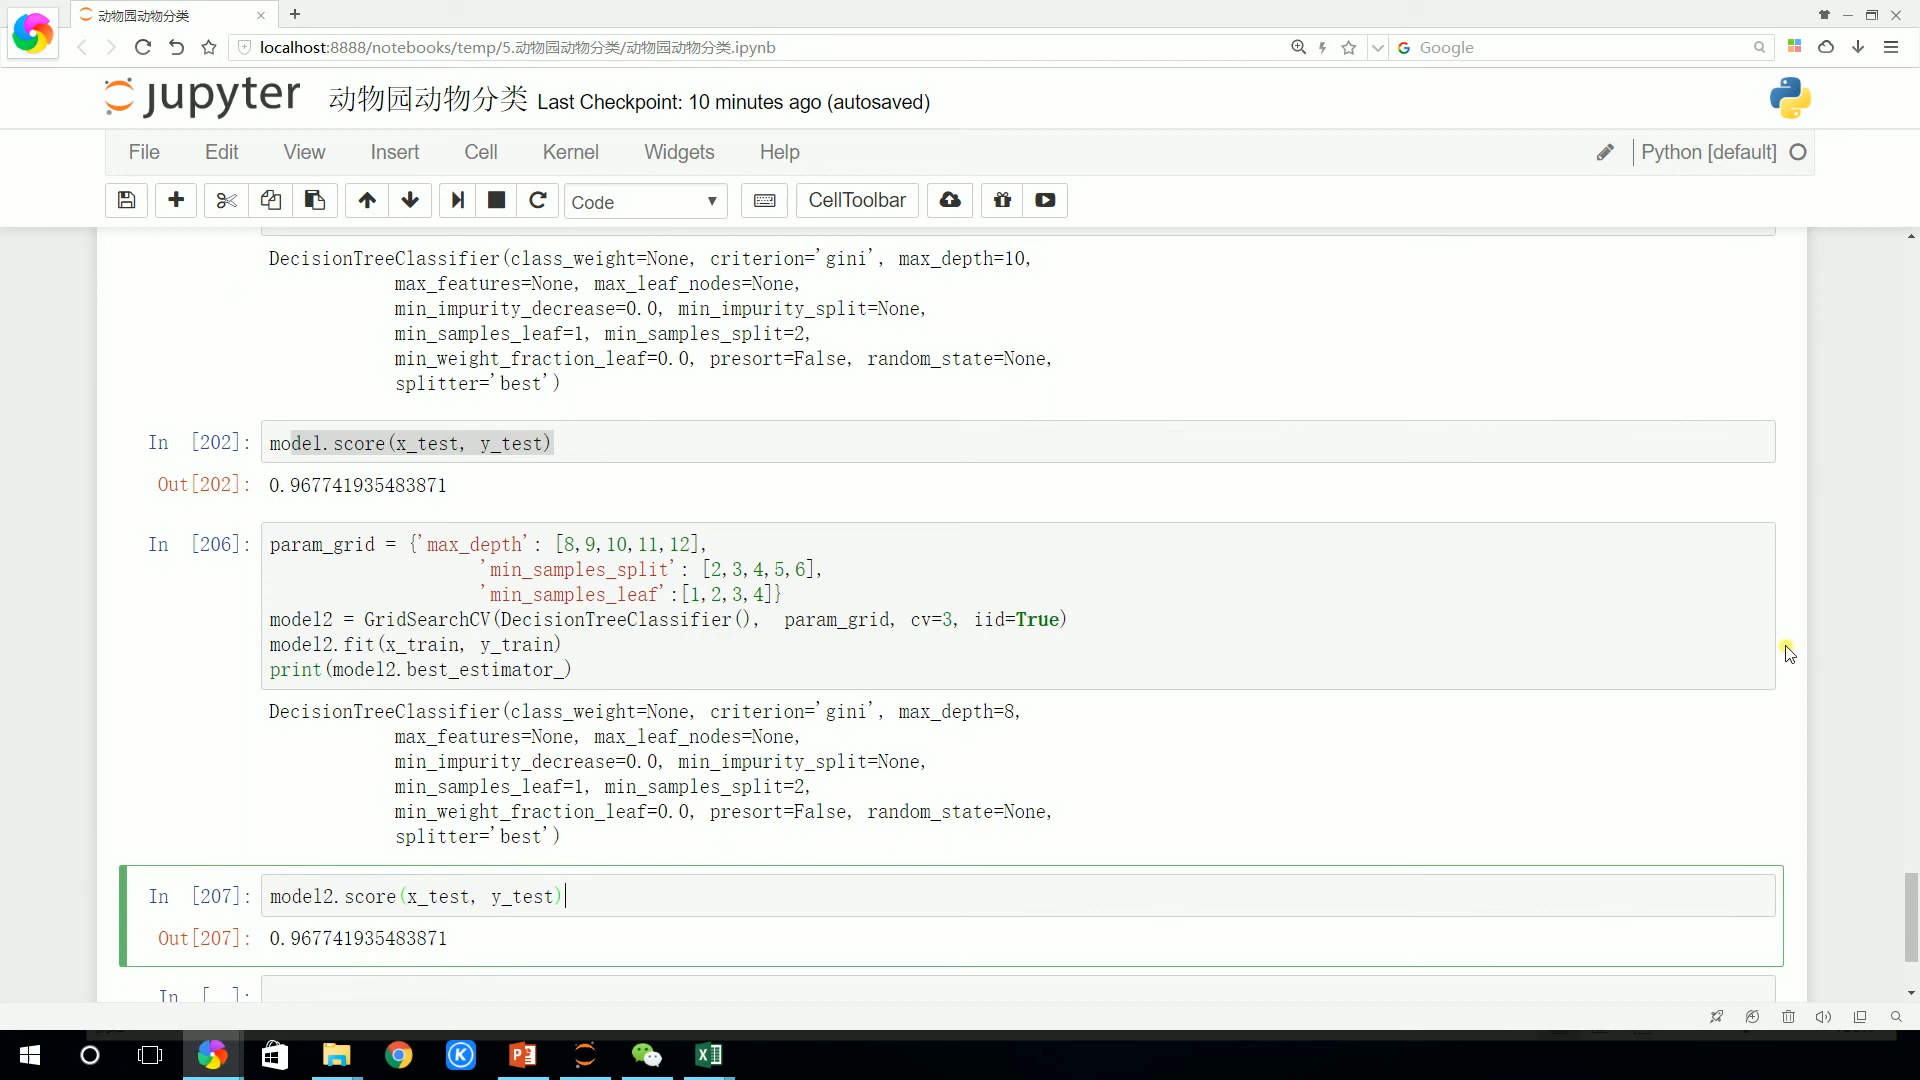 动物园动物分类
localhost:8888/notebooks/temp/5.动物园动物分类/动物园动物分类.ipynb
Google
jupyter 动物园动物分类 Last Checkpoint: 10 minutes ago (autosaved)
File Edit View Insert Cell Kernel Widgets Help Python [default]
Code CellToolbar
DecisionTreeClassifier(class_weight=None, criterion='gini', max_depth=10,
max_features=None, max_leaf_nodes=None,
min_impurity_decrease=0.0, min_impurity_split=None,
min_samples_leaf=1, min_samples_split=2,
min_weight_fraction_leaf=0.0, presort=False, random_state=None,
splitter='best')
In [202]: model.score(x_test, y_test)
Out[202]: 0.967741935483871
In [206]: param_grid = {'max_depth': [8,9,10,11,12],
'min_samples_split': [2,3,4,5,6],
'min_samples_leaf':[1,2,3,4]}
model2 = GridSearchCV(DecisionTreeClassifier(), param_grid, cv=3, iid=True)
model2.fit(x_train, y_train)
print(model2.best_estimator_)
DecisionTreeClassifier(class_weight=None, criterion='gini', max_depth=8,
max_features=None, max_leaf_nodes=None,
min_impurity_decrease=0.0, min_impurity_split=None,
min_samples_leaf=1, min_samples_split=2,
min_weight_fraction_leaf=0.0, presort=False, random_state=None,
splitter='best')
In [207]: model2.score(x_test, y_test)
Out[207]: 0.967741935483871
In [ ]: